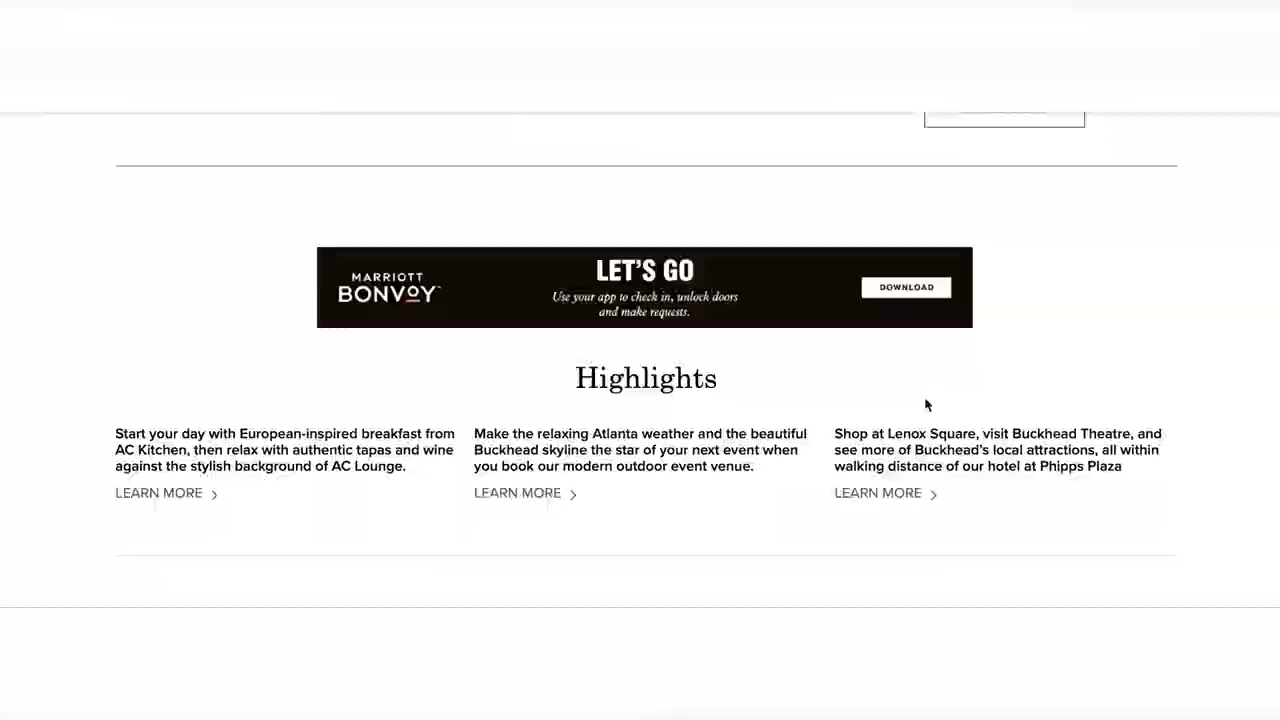 MARRIOTT
BONVOY
LET'S GO
Use your app to check in, unlock doors
and make requests.
DOWNLOAD
Highlights
Start your day with European-inspired breakfast from
AC Kitchen, then relax with authentic tapas and wine
against the stylish background of AC Lounge.
LEARN MORE
Make the relaxing Atlanta weather and the beautiful
Buckhead skyline the star of your next event when
you book our modern outdoor event venue.
LEARN MORE
Shop at Lenox Square, visit Buckhead Theatre, and
see more of Buckhead's local attractions, all within
walking distance of our hotel at Phipps Plaza
LEARN MORE